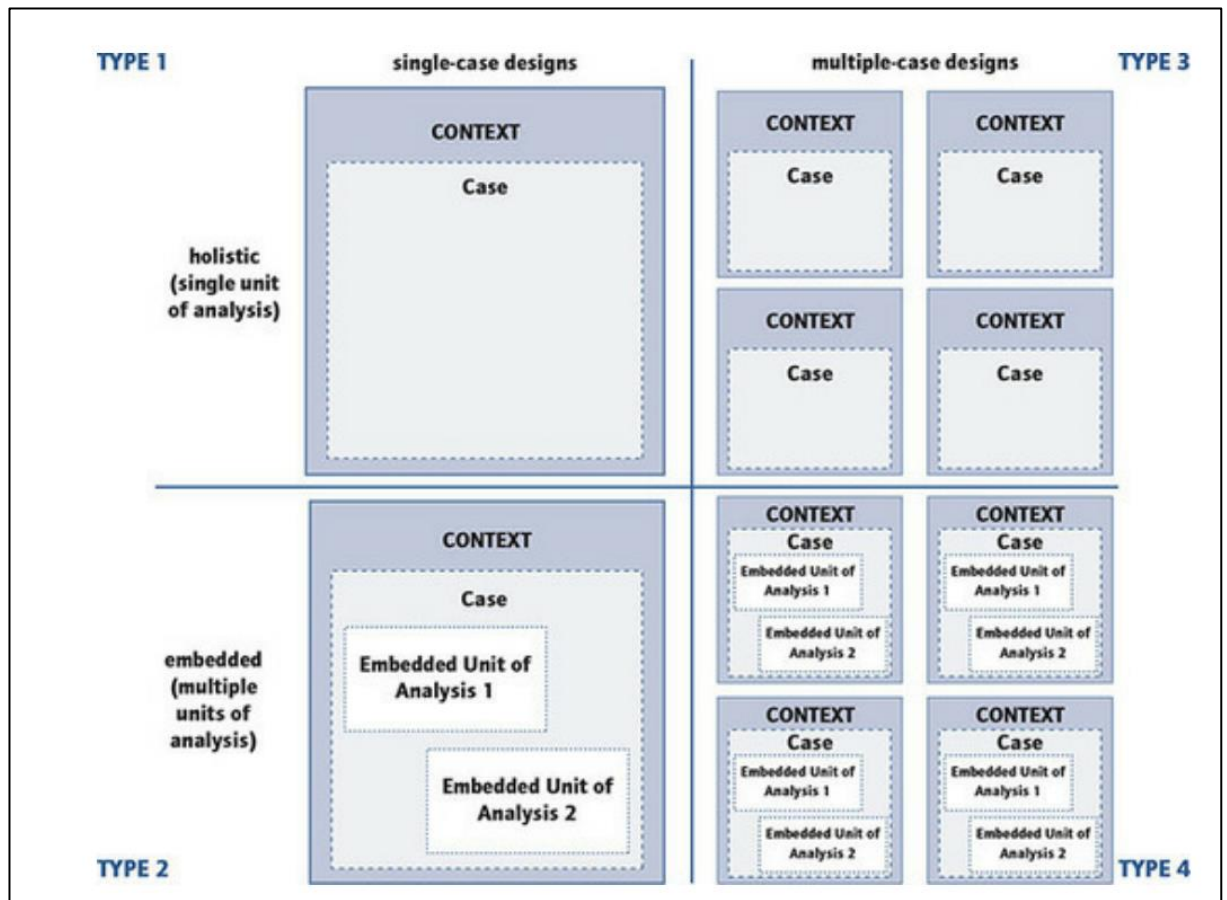 TYPE 1
single-case designs
multiple-case designs
TYPE 3
CONTEXT
Case
holistic
(single unit
of analysis)
CONTEXT
Case
CONTEXT
Case
CONTEXT
Case
CONTEXT
Case
embedded
(multiple
units of
analysis)
CONTEXT
Case
Embedded Unit of
Analysis 1
Embedded Unit of
Analysis 2
CONTEXT
Case
Embedded Unit of
Analysis 1
Embedded Unit of
Analysis 2
CONTEXT
Case
Embedded Unit of
Analysis 1
Embedded Unit of
Analysis 2
CONTEXT
Case
Embedded Unit of
Analysis 1
Embedded Unit of
Analysis 2
CONTEXT
Case
Embedded Unit of
Analysis 1
Embedded Unit of
Analysis 2
TYPE 2
TYPE 4